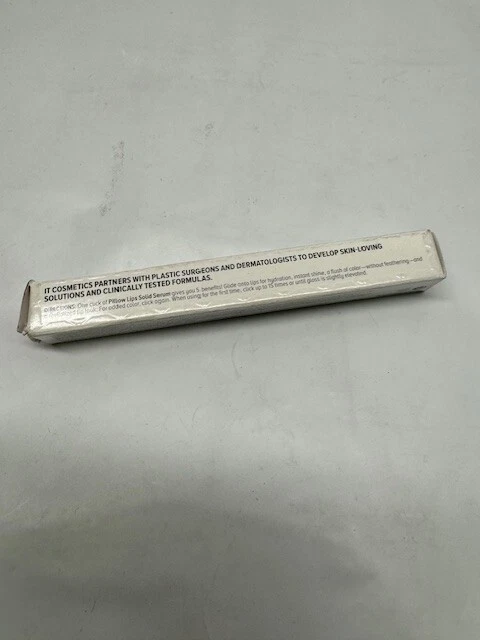 IT COSMETICS PARTNERS WITH PLASTIC SURGEONS AND DERMATOLOGISTS TO DEVELOP SKIN-LOVING
SOLUTIONS AND CLINICALLY TESTED FORMULAS.
DIRECTIONS: One click of Pillow Lips Solid Serum gives you 5 benefits! Glide onto lips for hydration, instant shine, a flush of color—without feathering—and
look. For added color, click again. When using for the first time, click up to 15 times or until gloss is slightly elevated.